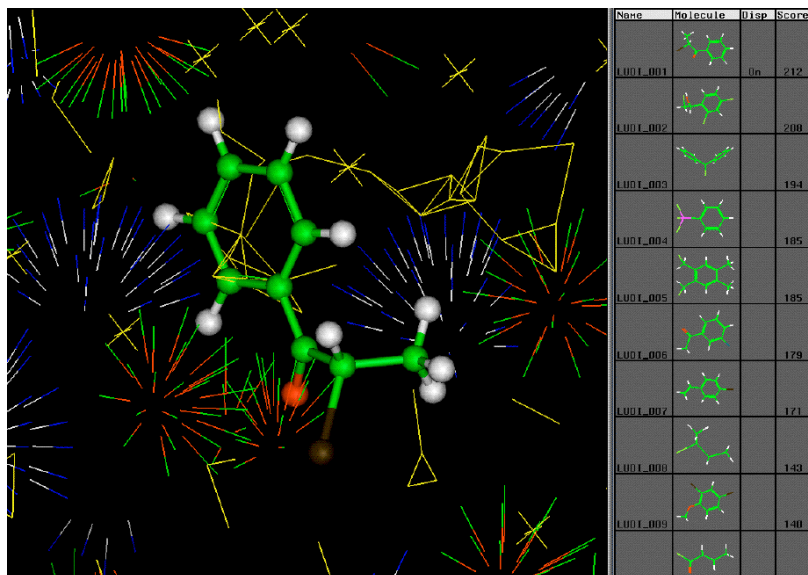 Name Molecule Disp Score
LUDI_001 On 212
LUDI_002 200
LUDI_003 194
LUDI_004 185
LUDI_005 185
LUDI_006 179
LUDI_007 171
LUDI_008 143
LUDI_009 140